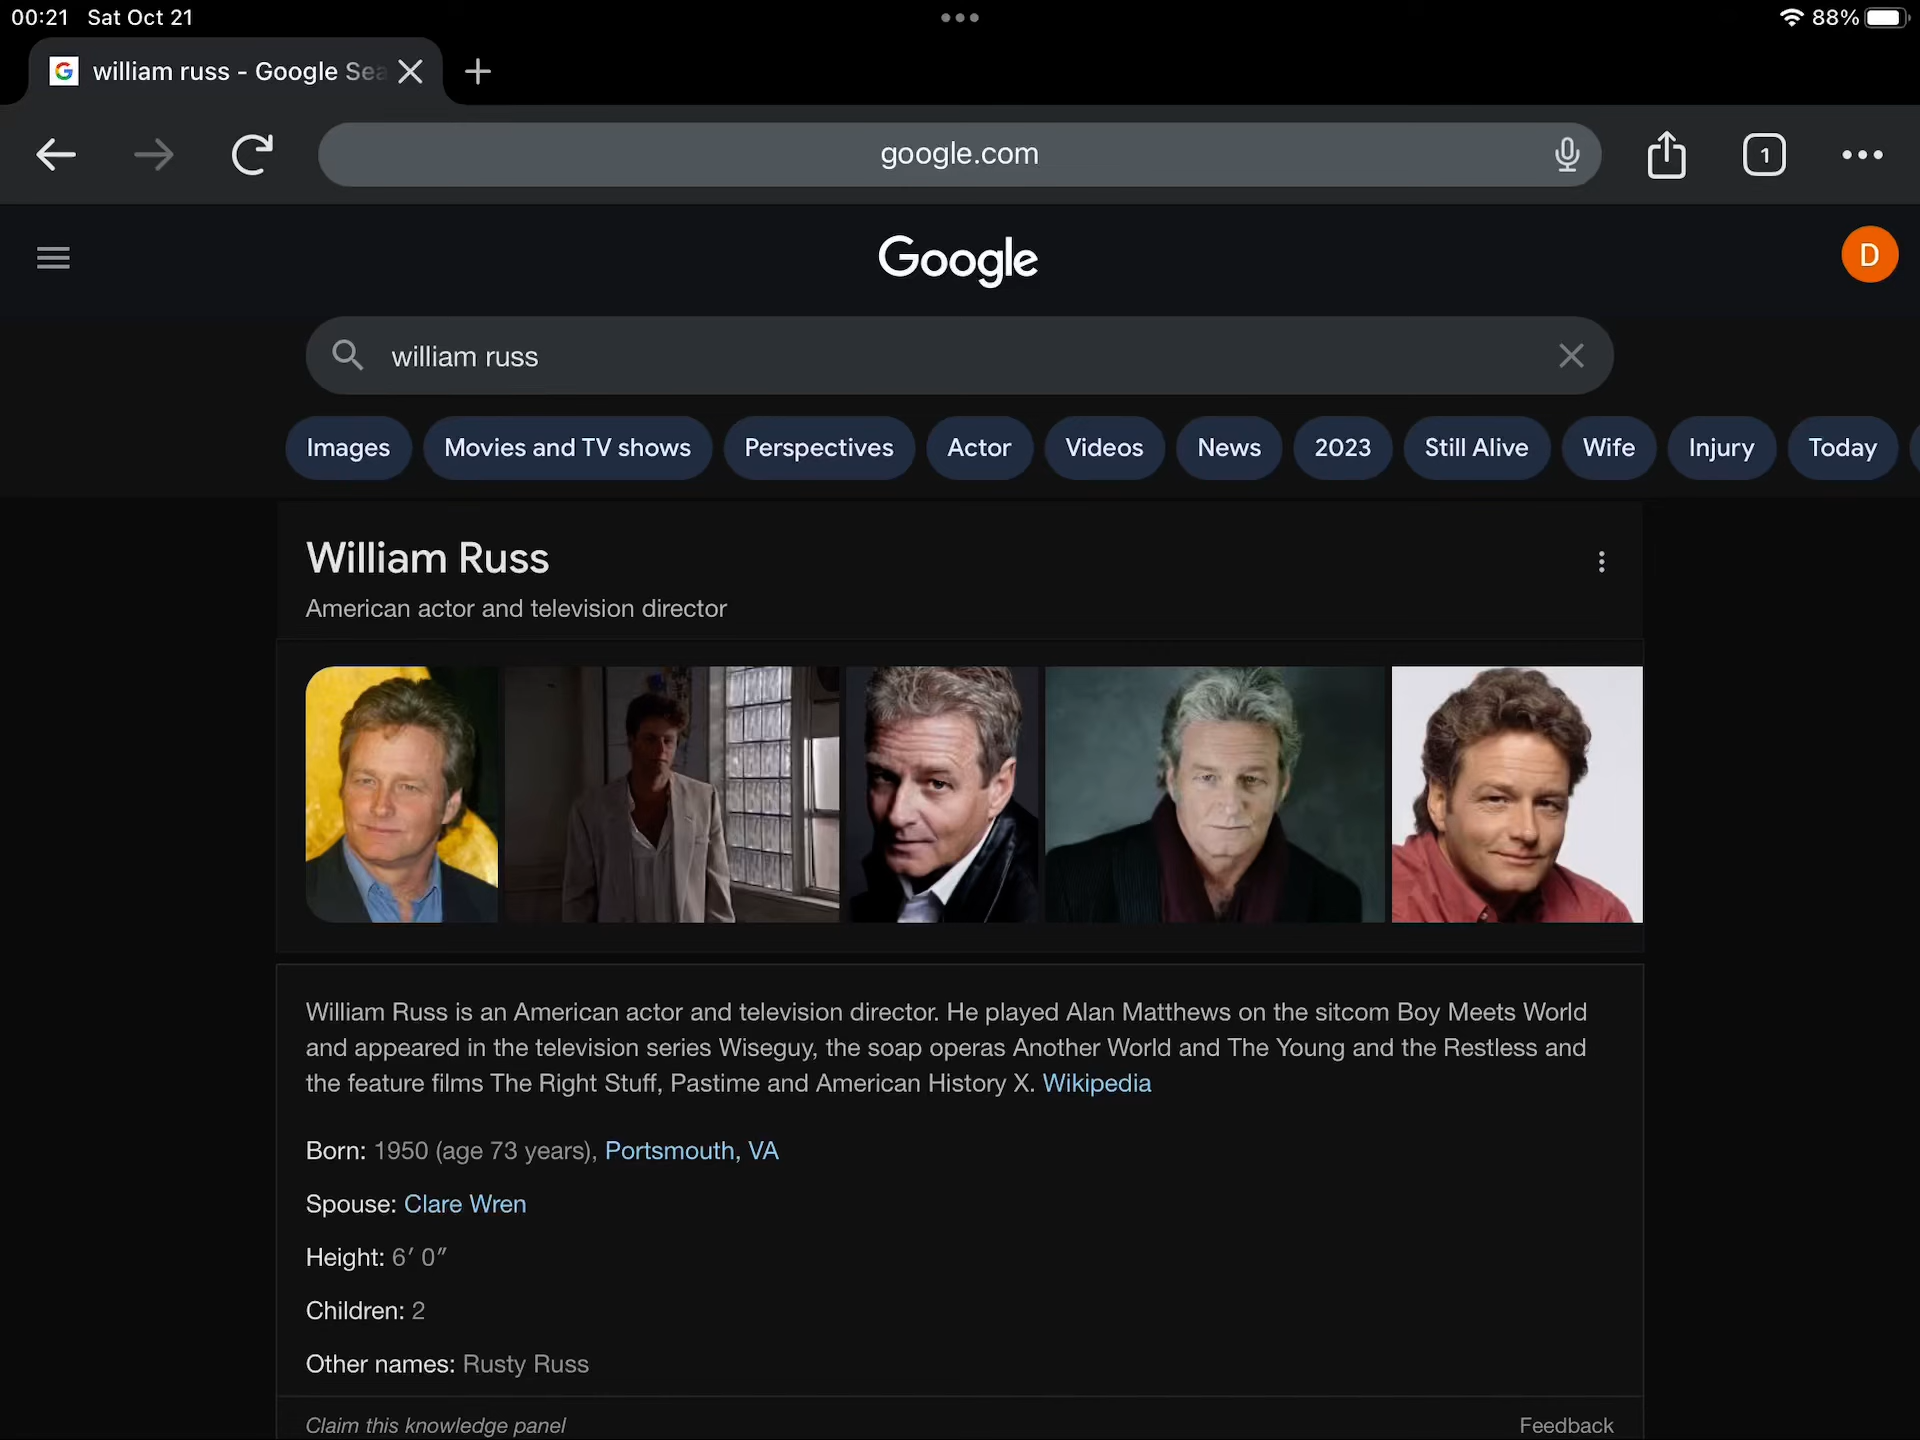 00:21 Sat Oct 21
88%
william russ - Google Sea
google.com
1
Google
D
william russ
Images Movies and TV shows Perspectives Actor Videos News 2023 Still Alive Wife Injury Today
William Russ
American actor and television director
William Russ is an American actor and television director. He played Alan Matthews on the sitcom Boy Meets World
and appeared in the television series Wiseguy, the soap operas Another World and The Young and the Restless and
the feature films The Right Stuff, Pastime and American History X. Wikipedia
Born: 1950 (age 73 years), Portsmouth, VA
Spouse: Clare Wren
Height: 6′ 0″
Children: 2
Other names: Rusty Russ
Claim this knowledge panel
Feedback